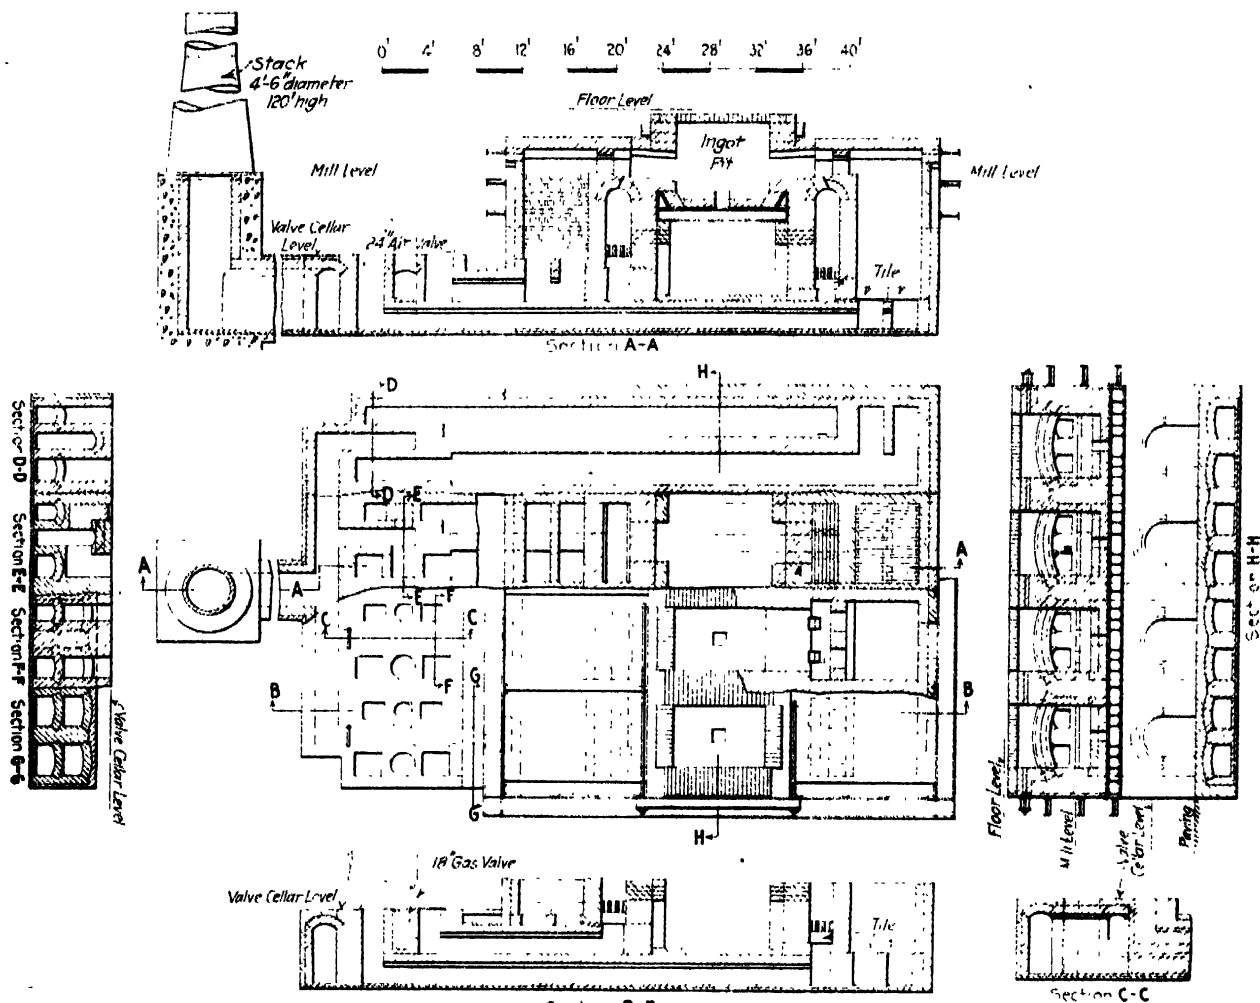 0' 4' 8' 12' 16' 20' 24' 28' 32' 36' 40'
Stack
4'-6" diameter
120' high
Floor Level
Ingot
Pit
Mill Level
Mill Level
Valve Cellar
Level
24" Air Valve
Tile
Section A-A
H
D
D
E
A
A
A
E
F
C
C
F
G
B
B
G
H
Section D-D
Section E-E
Section F-F
Section G-G
Valve Cellar Level
Section H-H
Floor Level
Mill Level
Valve
Cellar Level
Paving
18" Gas Valve
Valve Cellar Level
Tile
Section C-C